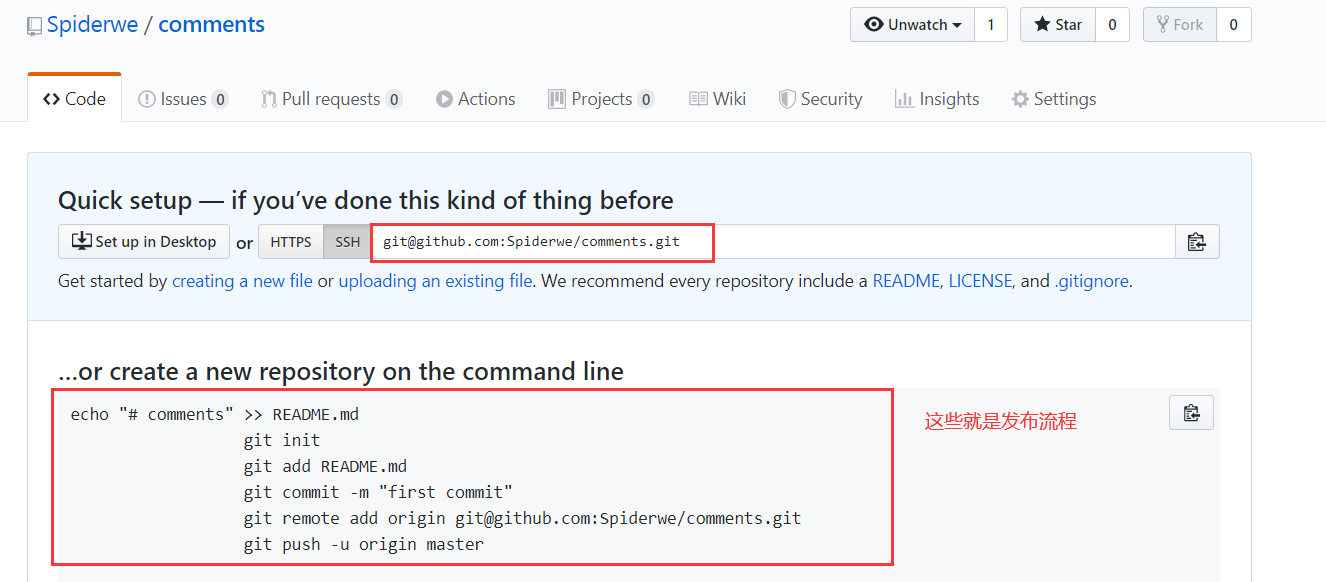 Spiderwe / comments
Unwatch 1 Star 0 Fork 0
Code Issues 0 Pull requests 0 Actions Projects 0 Wiki Security Insights Settings
Quick setup — if you’ve done this kind of thing before
Set up in Desktop or HTTPS SSH git@github.com:Spiderwe/comments.git
Get started by creating a new file or uploading an existing file. We recommend every repository include a README, LICENSE, and .gitignore.
…or create a new repository on the command line
echo "# comments" >> README.md
git init
git add README.md
git commit -m "first commit"
git remote add origin git@github.com:Spiderwe/comments.git
git push -u origin master
这些就是发布流程